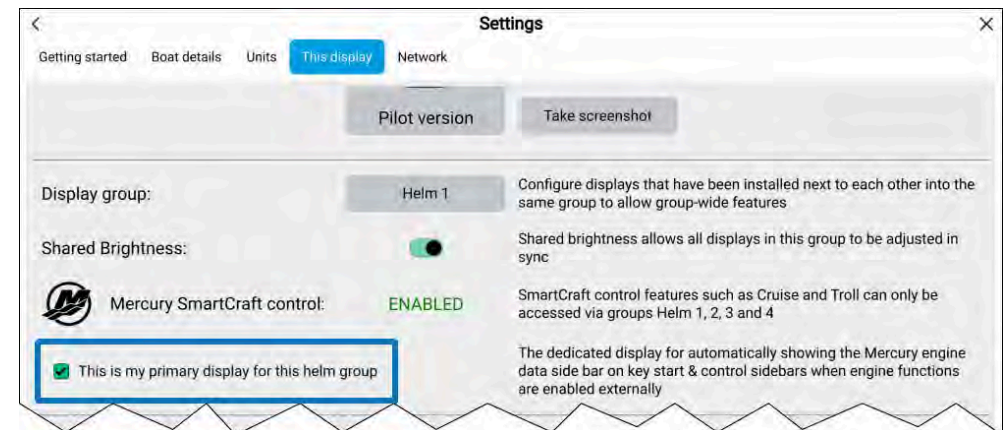 Settings
Getting started Boat details Units This display Network
Pilot version Take screenshot
Display group: Helm 1 Configure displays that have been installed next to each other into the
same group to allow group-wide features
Shared Brightness: Shared brightness allows all displays in this group to be adjusted in
sync
Mercury SmartCraft control: ENABLED SmartCraft control features such as Cruise and Troll can only be
accessed via groups Helm 1, 2, 3 and 4
This is my primary display for this helm group The dedicated display for automatically showing the Mercury engine
data side bar on key start & control sidebars when engine functions
are enabled externally